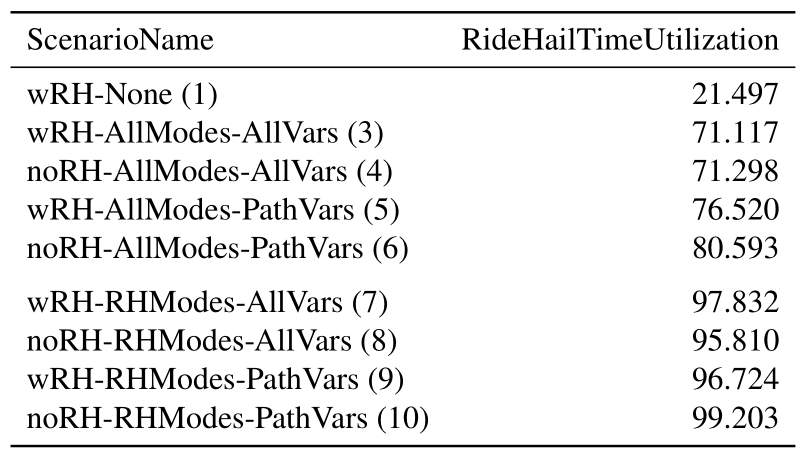 ScenarioName RideHailTimeUtilization
wRH-None (1) 21.497
wRH-AllModes-AllVars (3) 71.117
noRH-AllModes-AllVars (4) 71.298
wRH-AllModes-PathVars (5) 76.520
noRH-AllModes-PathVars (6) 80.593
wRH-RHModes-AllVars (7) 97.832
noRH-RHModes-AllVars (8) 95.810
wRH-RHModes-PathVars (9) 96.724
noRH-RHModes-PathVars (10) 99.203